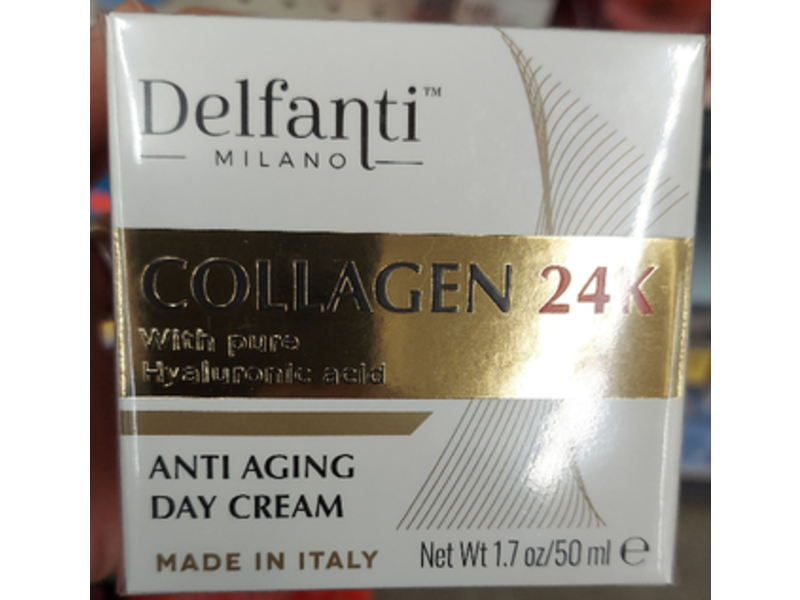 Delfanti™
MILANO
COLLAGEN 24K
With pure
Hyaluronic acid
ANTI AGING
DAY CREAM
MADE IN ITALY
Net Wt 1.7 oz/50 ml ℮